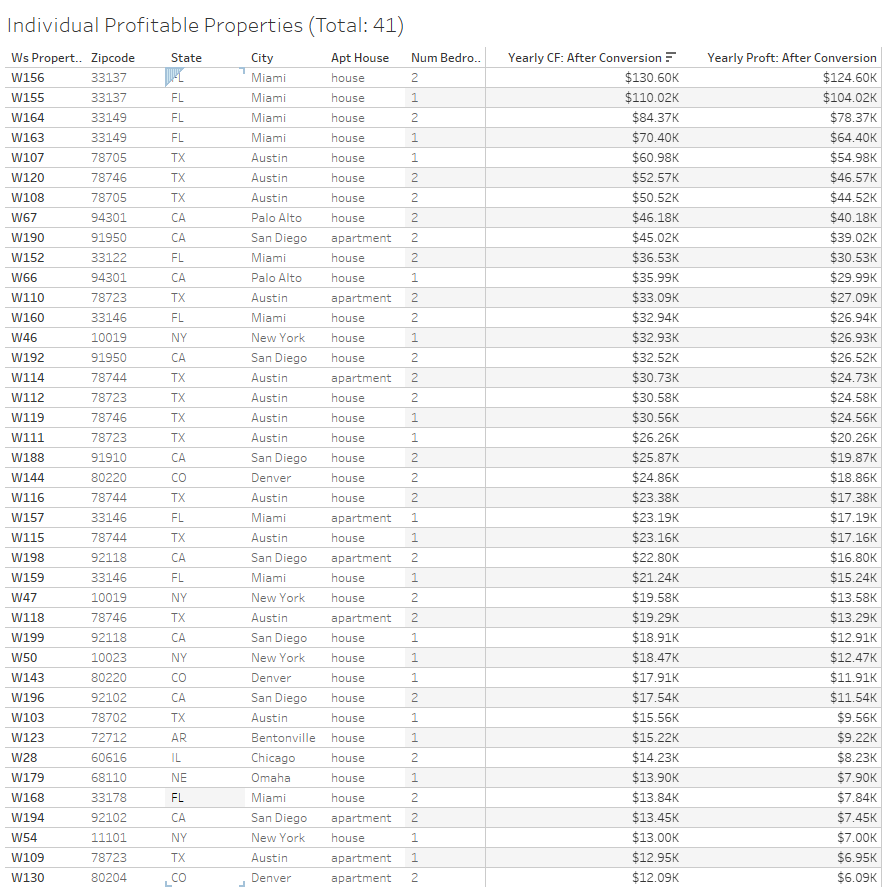 Individual Profitable Properties (Total: 41)
Ws Propert.. Zipcode State City Apt House Num Bedro.. Yearly CF: After Conversion Yearly Proft: After Conversion
W156 33137 FL Miami house 2 $130.60K $124.60K
W155 33137 FL Miami house 1 $110.02K $104.02K
W164 33149 FL Miami house 2 $84.37K $78.37K
W163 33149 FL Miami house 1 $70.40K $64.40K
W107 78705 TX Austin house 1 $60.98K $54.98K
W120 78746 TX Austin house 2 $52.57K $46.57K
W108 78705 TX Austin house 2 $50.52K $44.52K
W67 94301 CA Palo Alto house 2 $46.18K $40.18K
W190 91950 CA San Diego apartment 2 $45.02K $39.02K
W152 33122 FL Miami house 2 $36.53K $30.53K
W66 94301 CA Palo Alto house 1 $35.99K $29.99K
W110 78723 TX Austin apartment 2 $33.09K $27.09K
W160 33146 FL Miami house 2 $32.94K $26.94K
W46 10019 NY New York house 1 $32.93K $26.93K
W192 91950 CA San Diego house 2 $32.52K $26.52K
W114 78744 TX Austin apartment 2 $30.73K $24.73K
W112 78723 TX Austin house 2 $30.58K $24.58K
W119 78746 TX Austin house 1 $30.56K $24.56K
W111 78723 TX Austin house 1 $26.26K $20.26K
W188 91910 CA San Diego house 2 $25.87K $19.87K
W144 80220 CO Denver house 2 $24.86K $18.86K
W116 78744 TX Austin house 2 $23.38K $17.38K
W157 33146 FL Miami apartment 1 $23.19K $17.19K
W115 78744 TX Austin house 1 $23.16K $17.16K
W198 92118 CA San Diego apartment 2 $22.80K $16.80K
W159 33146 FL Miami house 1 $21.24K $15.24K
W47 10019 NY New York house 2 $19.58K $13.58K
W118 78746 TX Austin apartment 2 $19.29K $13.29K
W199 92118 CA San Diego house 1 $18.91K $12.91K
W50 10023 NY New York house 1 $18.47K $12.47K
W143 80220 CO Denver house 1 $17.91K $11.91K
W196 92102 CA San Diego house 2 $17.54K $11.54K
W103 78702 TX Austin house 1 $15.56K $9.56K
W123 72712 AR Bentonville house 1 $15.22K $9.22K
W28 60616 IL Chicago house 2 $14.23K $8.23K
W179 68110 NE Omaha house 1 $13.90K $7.90K
W168 33178 FL Miami house 2 $13.84K $7.84K
W194 92102 CA San Diego apartment 2 $13.45K $7.45K
W54 11101 NY New York house 1 $13.00K $7.00K
W109 78723 TX Austin apartment 1 $12.95K $6.95K
W130 80204 CO Denver apartment 2 $12.09K $6.09K